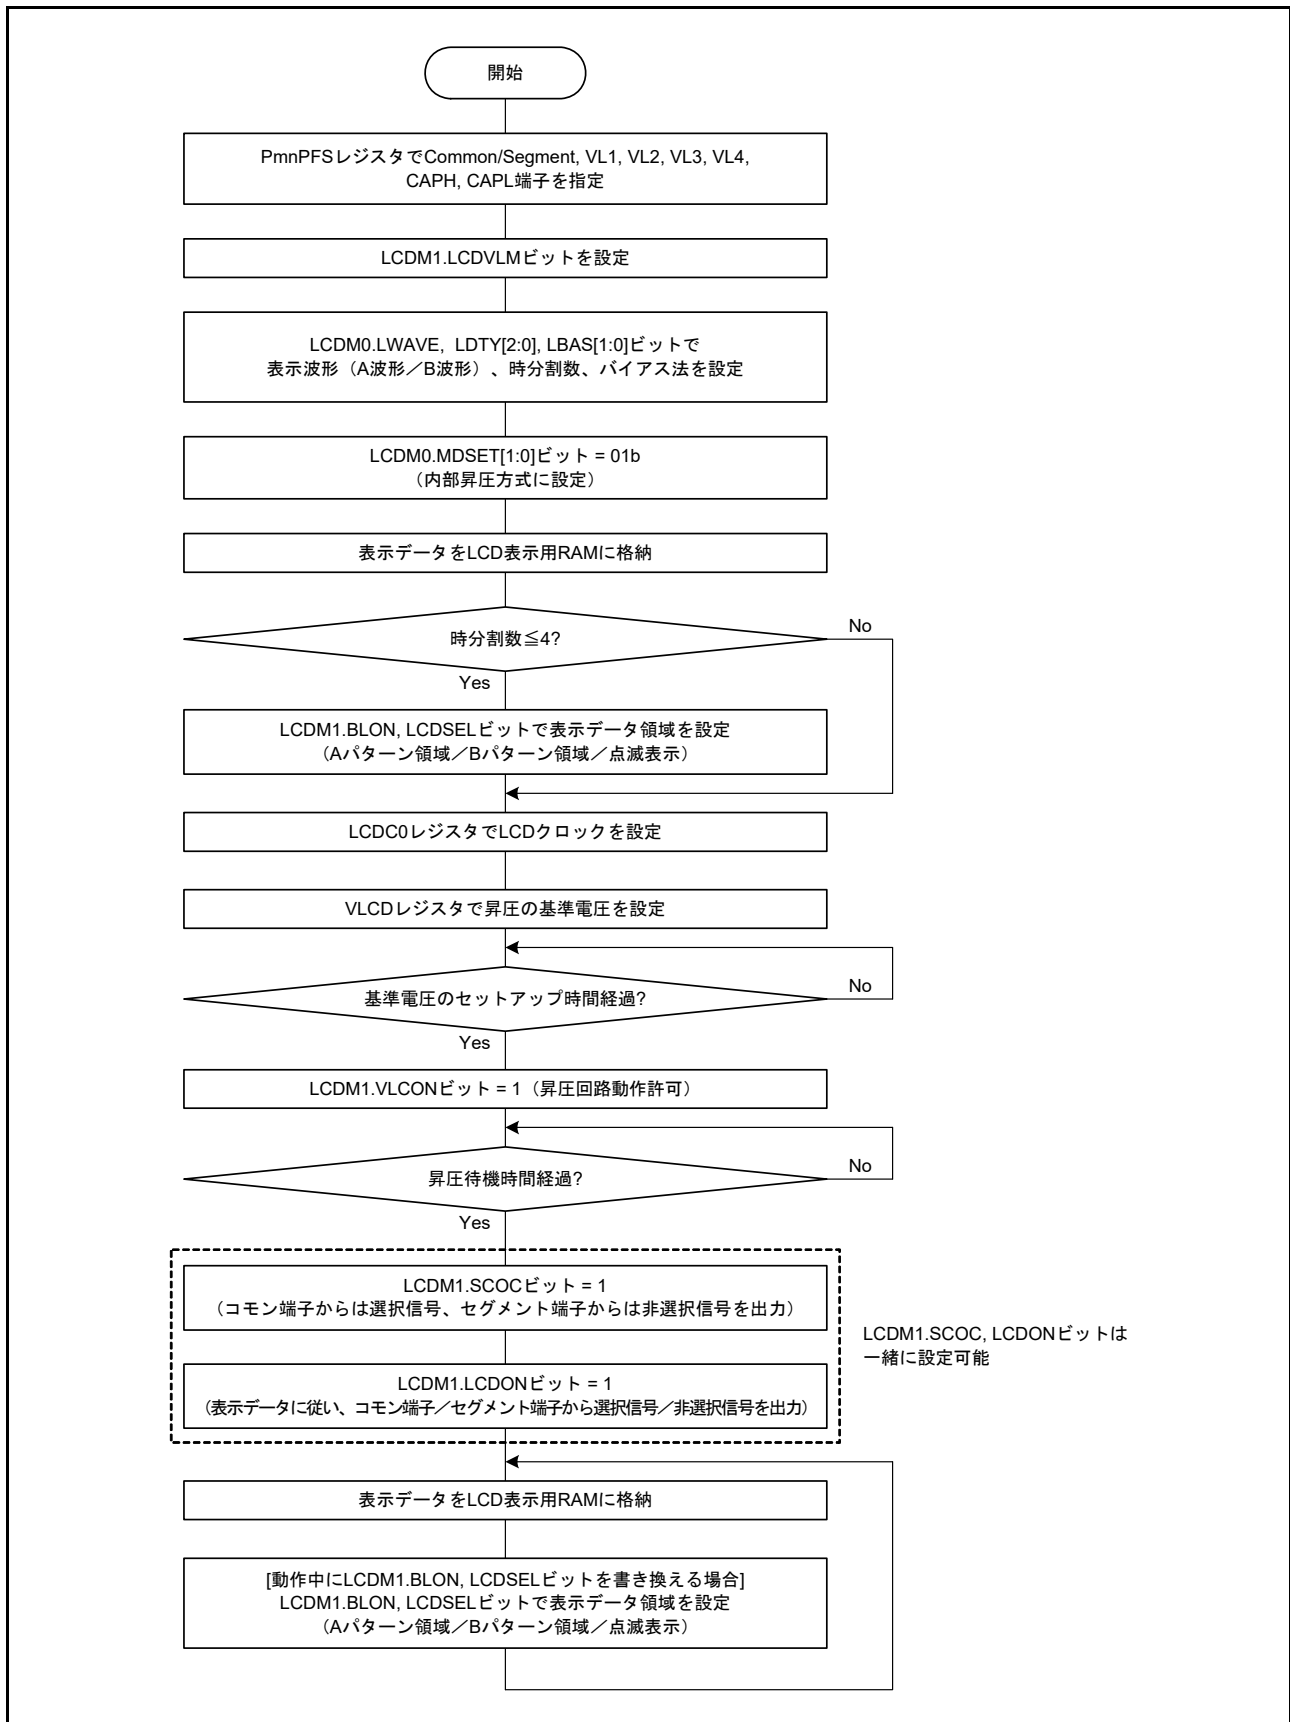 開始
PmnPFSレジスタでCommon/Segment, VL1, VL2, VL3, VL4,
CAPH, CAPL端子を指定
LCDM1.LCDVLMビットを設定
LCDM0.LWAVE, LDTY[2:0], LBAS[1:0]ビットで
表示波形（A波形／B波形）、時分割数、バイアス法を設定
LCDM0.MDSET[1:0]ビット = 01b
（内部昇圧方式に設定）
表示データをLCD表示用RAMに格納
時分割数≦4?
No
Yes
LCDM1.BLON, LCDSELビットで表示データ領域を設定
（Aパターン領域／Bパターン領域／点滅表示）
LCDC0レジスタでLCDクロックを設定
VLCDレジスタで昇圧の基準電圧を設定
基準電圧のセットアップ時間経過?
No
Yes
LCDM1.VLCONビット = 1（昇圧回路動作許可）
昇圧待機時間経過?
No
Yes
LCDM1.SCOCビット = 1
（コモン端子からは選択信号、セグメント端子からは非選択信号を出力）
LCDM1.SCOC, LCDONビットは
一緒に設定可能
LCDM1.LCDONビット = 1
（表示データに従い、コモン端子／セグメント端子から選択信号／非選択信号を出力）
表示データをLCD表示用RAMに格納
[動作中にLCDM1.BLON, LCDSELビットを書き換える場合]
LCDM1.BLON, LCDSELビットで表示データ領域を設定
（Aパターン領域／Bパターン領域／点滅表示）